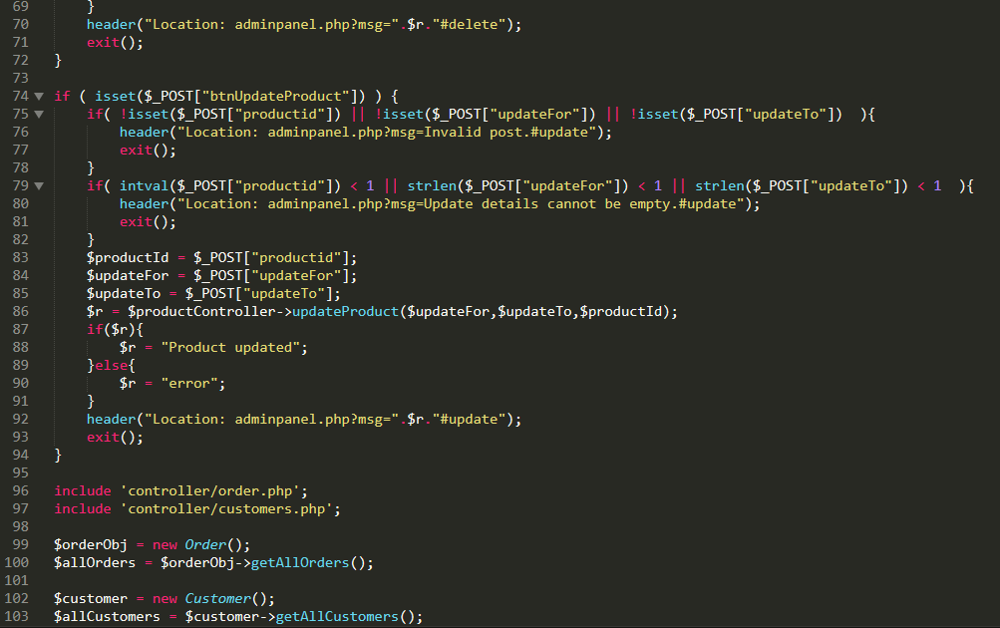 69 }
70 header("Location: adminpanel.php?msg=".$r."#delete");
71 exit();
72 }
73
74 if ( isset($_POST["btnUpdateProduct"]) ) {
75 if( !isset($_POST["productid"]) || !isset($_POST["updateFor"]) || !isset($_POST["updateTo"])  ){
76 header("Location: adminpanel.php?msg=Invalid post.#update");
77 exit();
78 }
79 if( intval($_POST["productid"]) < 1 || strlen($_POST["updateFor"]) < 1 || strlen($_POST["updateTo"]) < 1  ){
80 header("Location: adminpanel.php?msg=Update details cannot be empty.#update");
81 exit();
82 }
83 $productId = $_POST["productid"];
84 $updateFor = $_POST["updateFor"];
85 $updateTo = $_POST["updateTo"];
86 $r = $productController->updateProduct($updateFor,$updateTo,$productId);
87 if($r){
88 $r = "Product updated";
89 }else{
90 $r = "error";
91 }
92 header("Location: adminpanel.php?msg=".$r."#update");
93 exit();
94 }
95
96 include 'controller/order.php';
97 include 'controller/customers.php';
98
99 $orderObj = new Order();
100 $allOrders = $orderObj->getAllOrders();
101
102 $customer = new Customer();
103 $allCustomers = $customer->getAllCustomers();